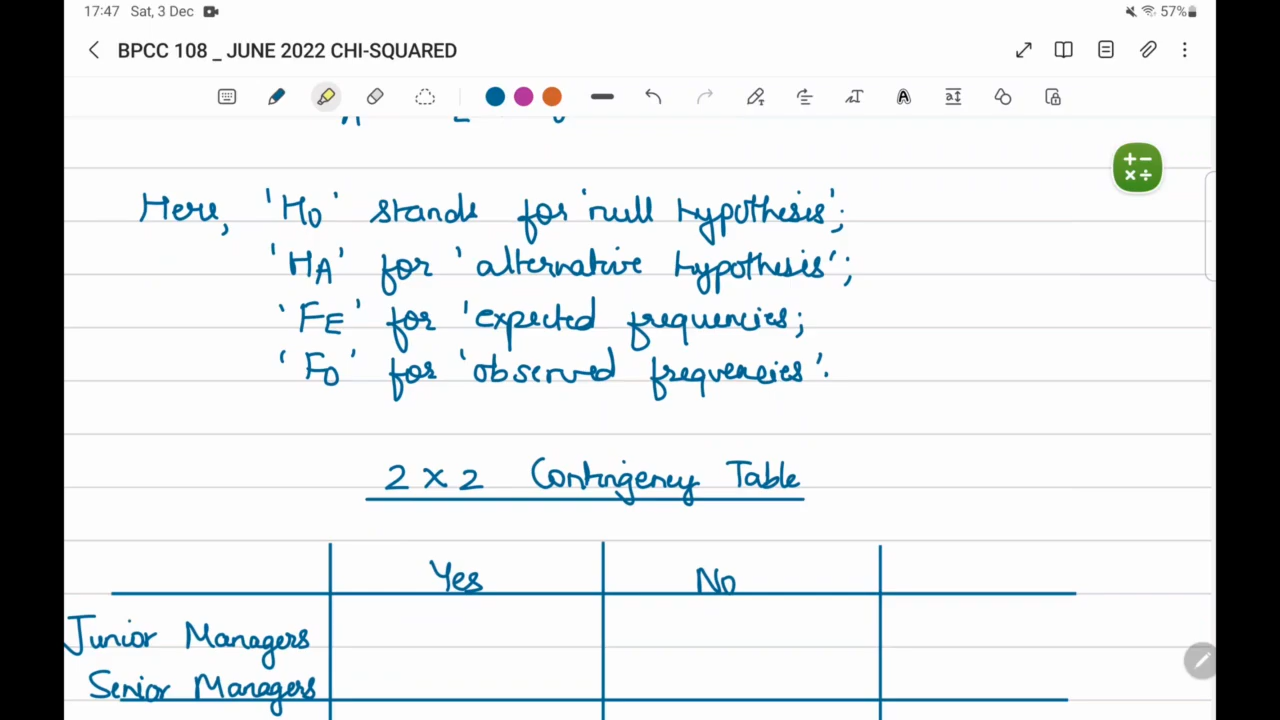 17:47 Sat, 3 Dec 57%
BPCC 108 _ JUNE 2022 CHI-SQUARED
Here, 'H0' stands for 'null hypothesis';
'HA' for 'alternative hypothesis';
'FE' for 'expected frequencies;
'FO' for 'observed frequencies'.
2 x 2 Contingency Table
Yes No
Junior Managers
Senior Managers